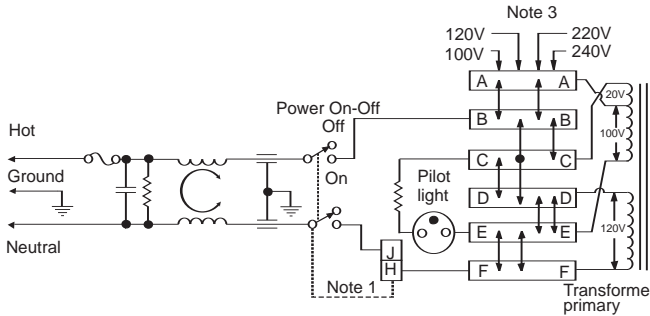 Note 3
120V 220V
100V 240V
A A 20V
Power On-Off
Off
B B
100V
Hot
C C
Ground
On
Pilot
light
D D
E E 120V
Neutral
J
H
F F
Note 1
Transforme
primary